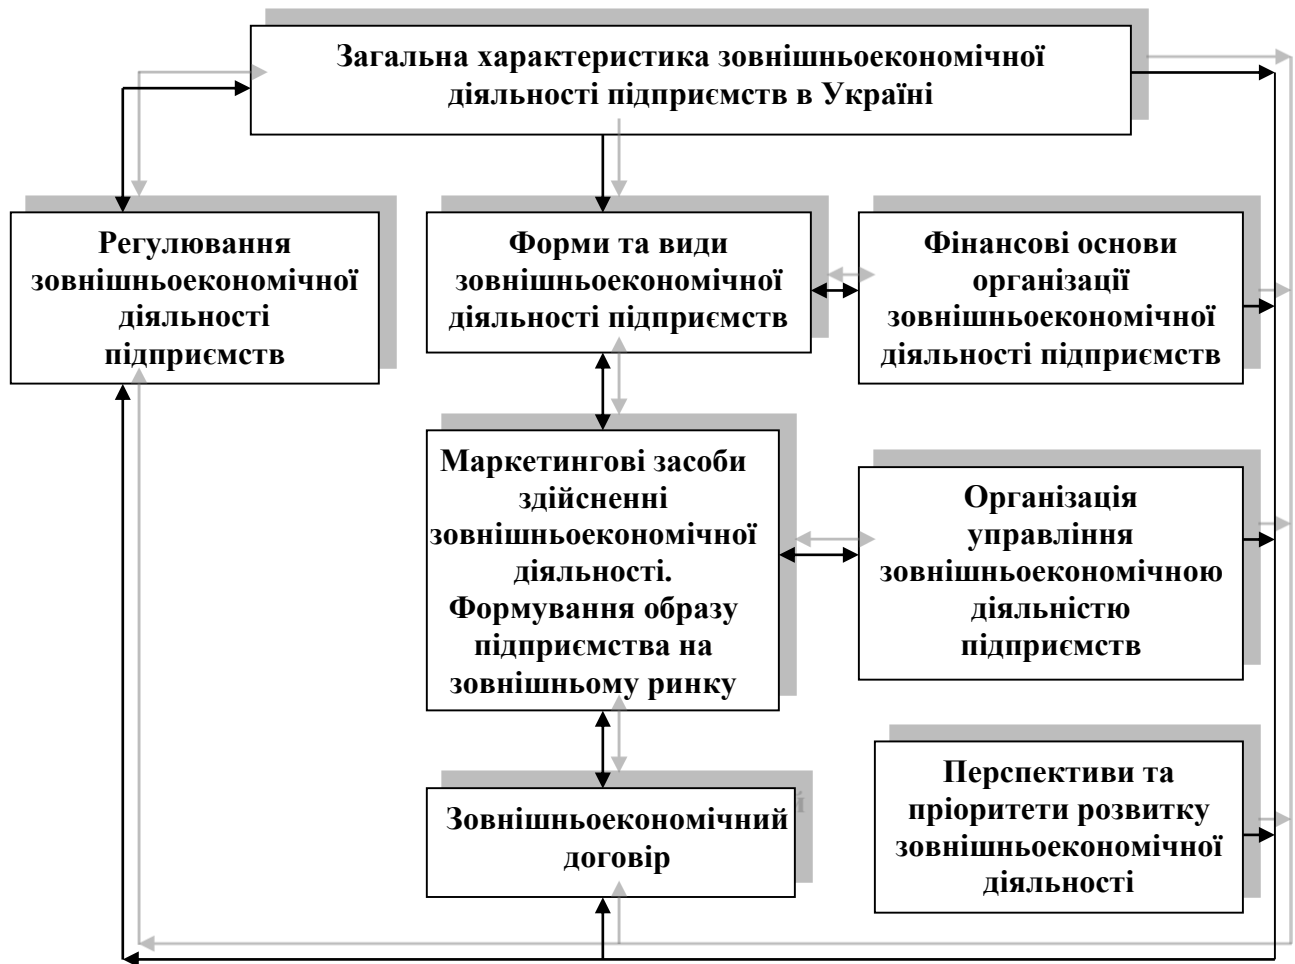 Загальна характеристика зовнішньоекономічної
діяльності підприємств в Україні
Регулювання
зовнішньоекономічної
діяльності
підприємств
Форми та види
зовнішньоекономічної
діяльності підприємств
Фінансові основи
організації
зовнішньоекономічної
діяльності підприємств
Маркетингові засоби
здійсненні
зовнішньоекономічної
діяльності.
Формування образу
підприємства на
зовнішньому ринку
Організація
управління
зовнішньоекономічною
діяльністю
підприємств
Зовнішньоекономічний
договір
Перспективи та
пріоритети розвитку
зовнішньоекономічної
діяльності